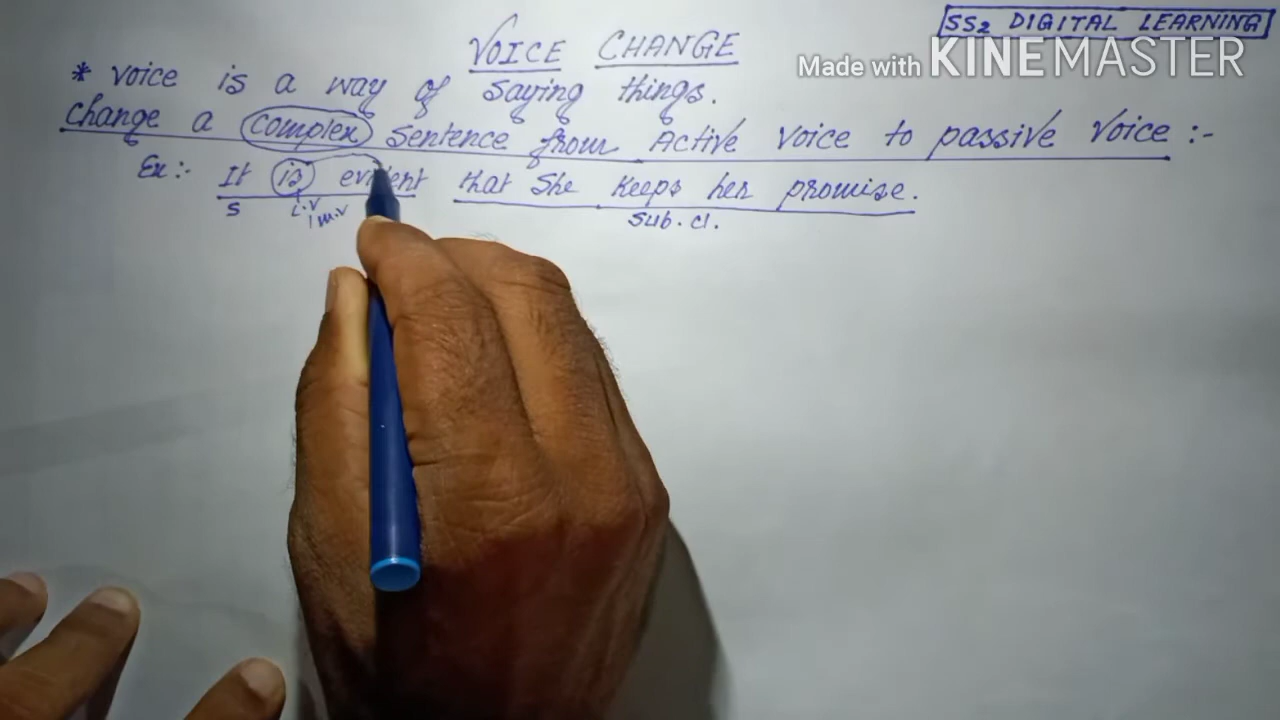 SS2 DIGITAL LEARNING
Made with KINEMASTER
VOICE CHANGE
* Voice is a way of saying things.
Change a complex sentence from Active Voice to passive Voice :-
Ex :- It is evident that She keeps her promise.
S i.v sub.cl.
m.v